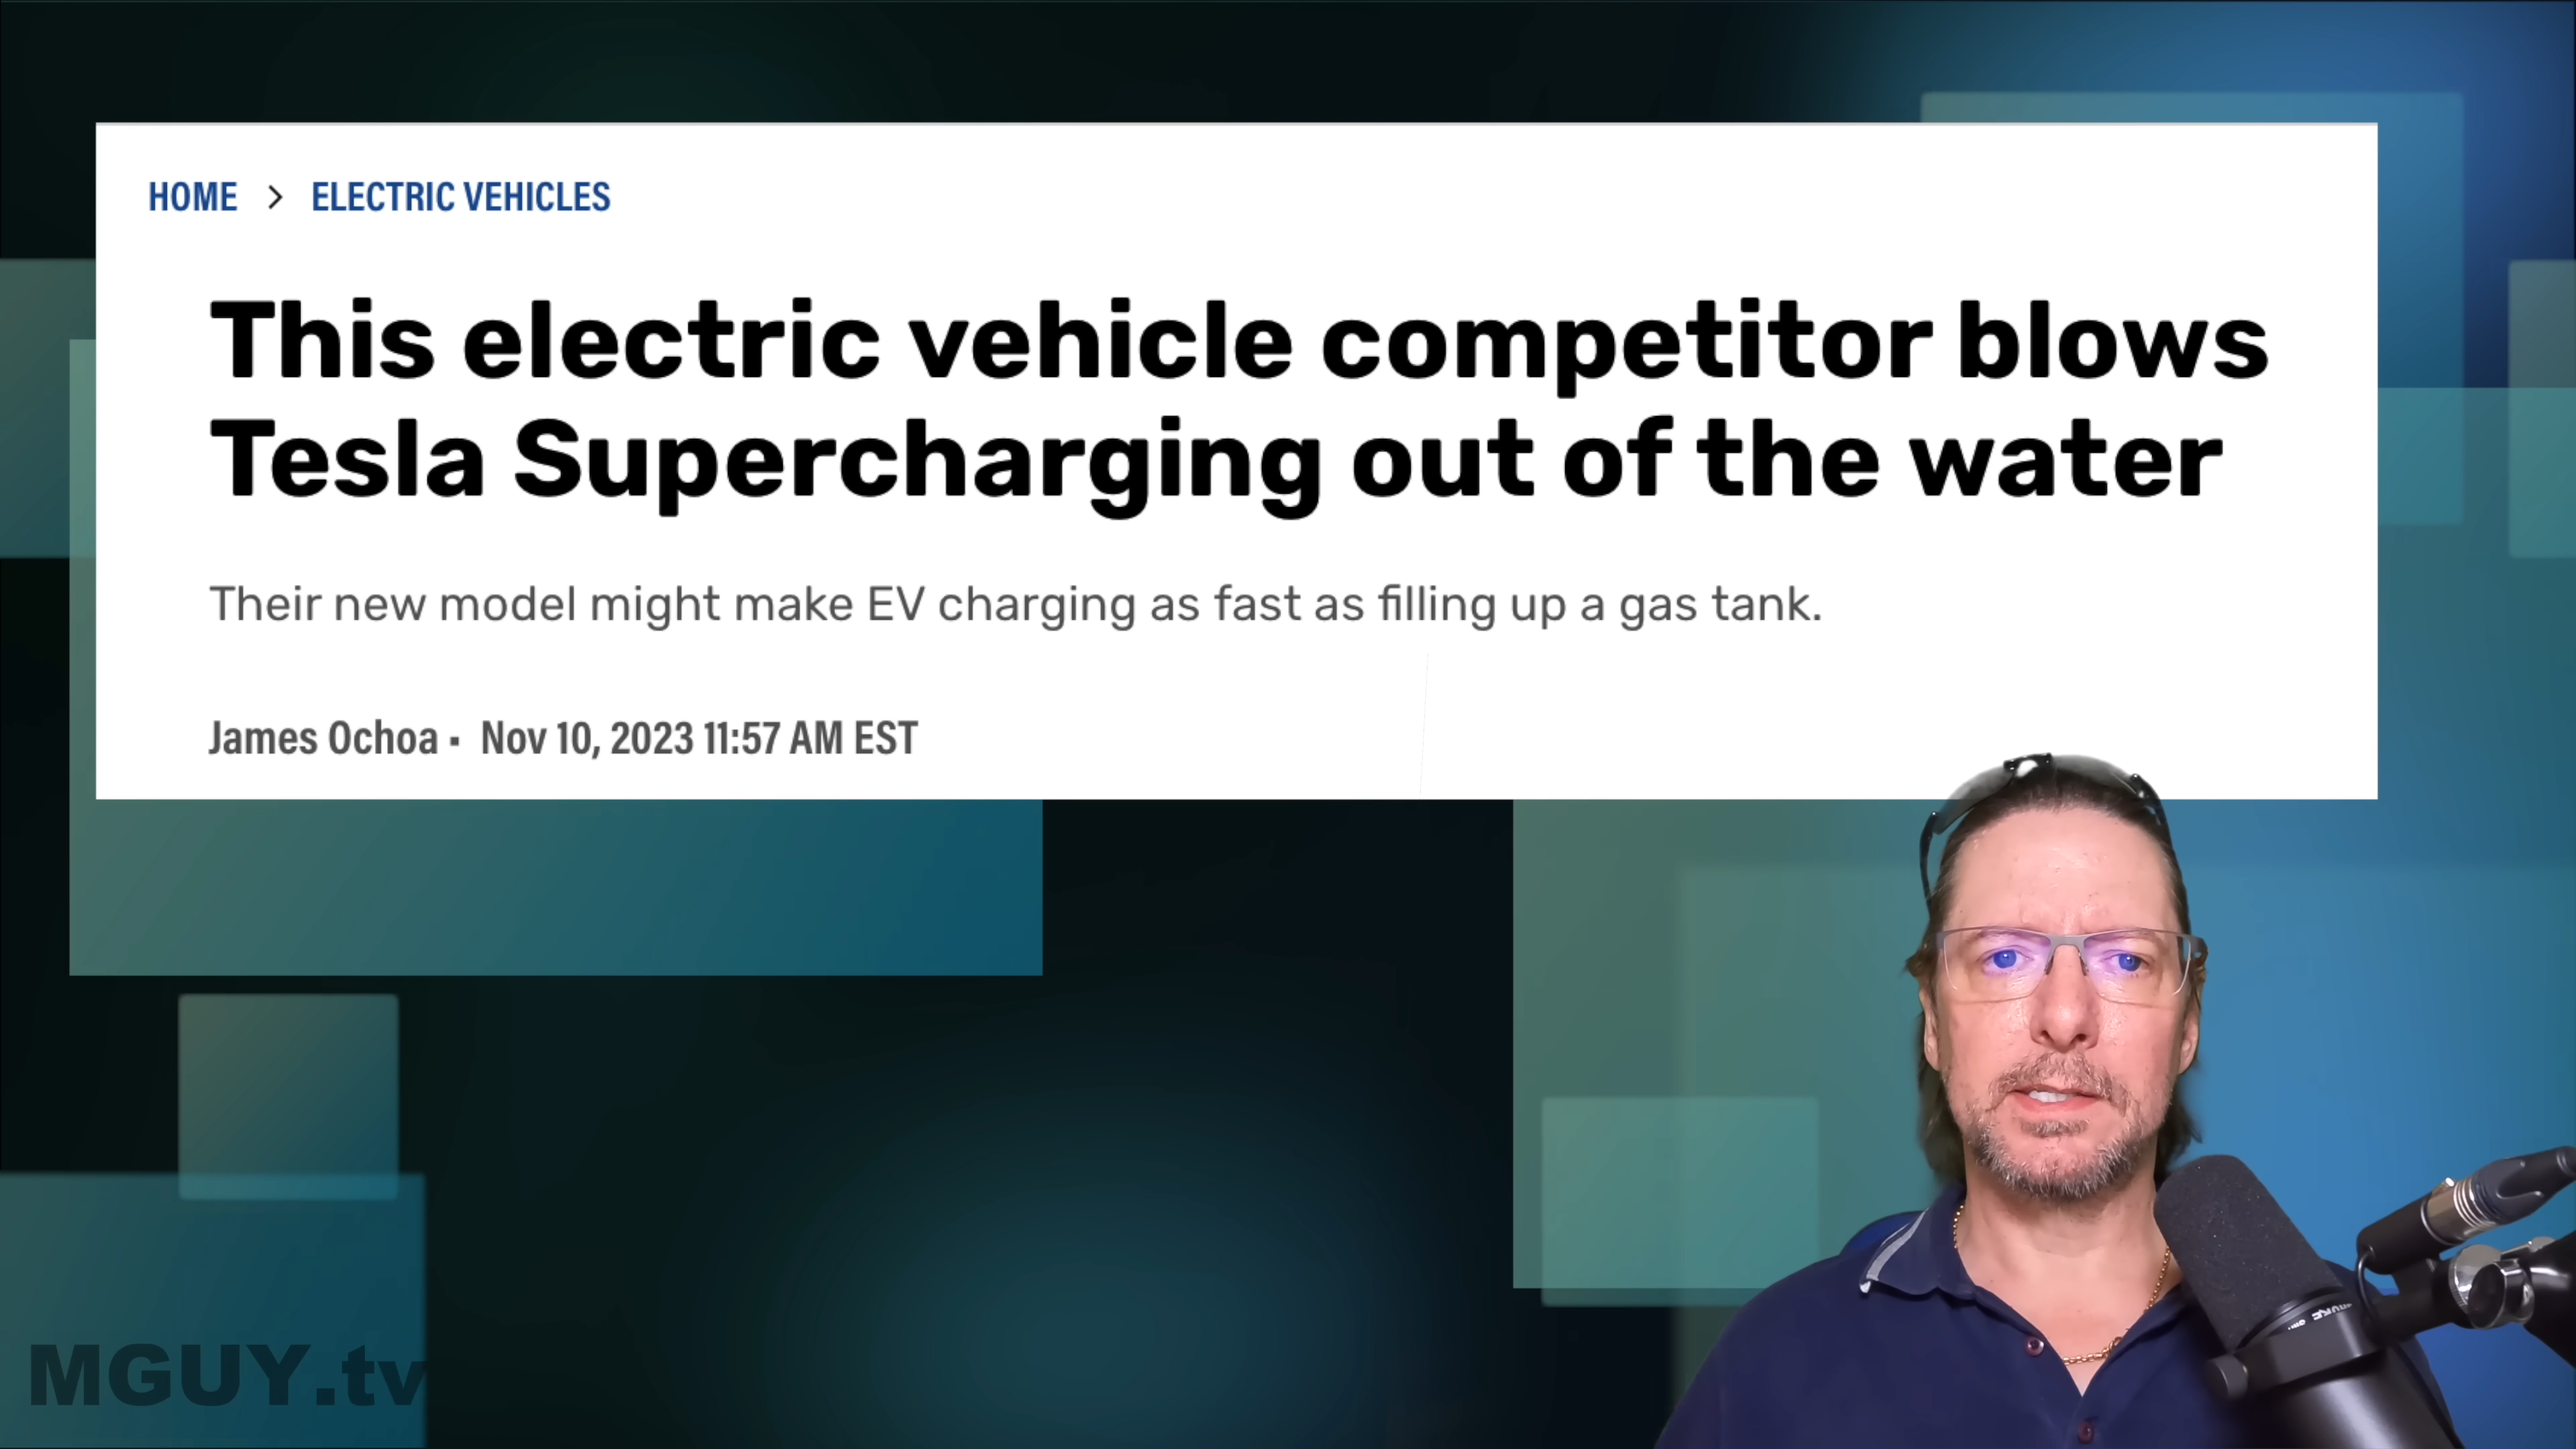 HOME > ELECTRIC VEHICLES
This electric vehicle competitor blows
Tesla Supercharging out of the water
Their new model might make EV charging as fast as filling up a gas tank.
James Ochoa · Nov 10, 2023 11:57 AM EST
MGUY.tv